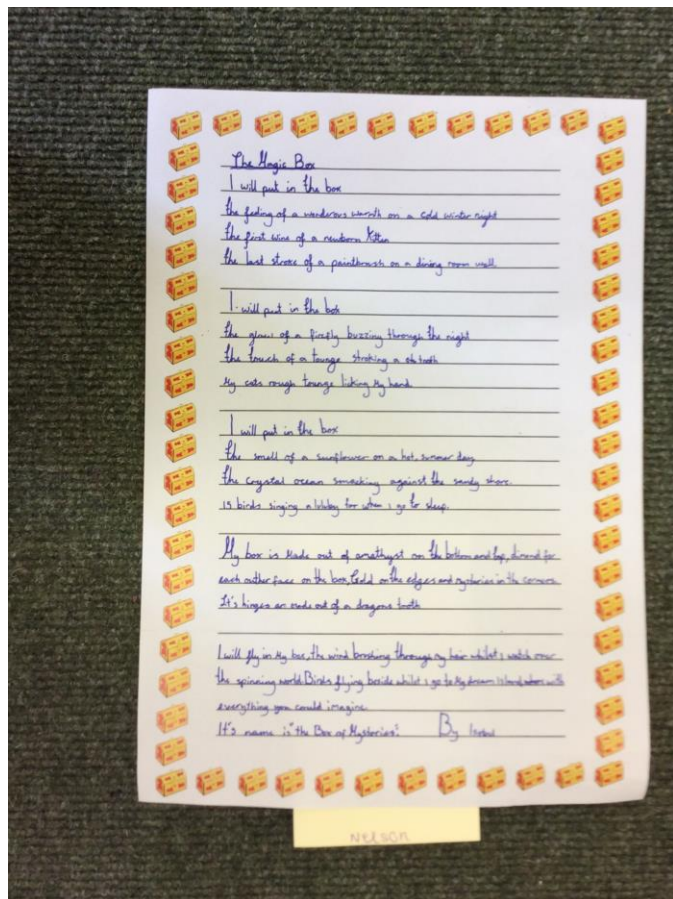 The Magic Box
I will put in the box
the feeling of a wonderous warmth on a cold winter night
the first wine of a newborn kitten
the last stroke of a paintbrush on a dining room wall
I will put in the box
the glow of a firefly buzzing through the night
the touch of a tounge stroking a tooth
My cats rough tounge licking My hand
I will put in the box
the smell of a sunflower on a hot, summer day
the crystal ocean smacking against the sandy shore.
15 birds singing a lobby for when i go to sleep.
My box is Made out of amethyst on the bottom and top, dimond for
each outher face on the box, Gold on the edges and mysteries in the corners.
It's hinges are made out of a dragons tooth
I will fly in My box, the wind brushing through my hair whilst i watch over
the spinning world Birds flying beside whilst i go to My dream Island, with
everything you could imagine.
It's name is "the Box of Mysteries". By
Nelson